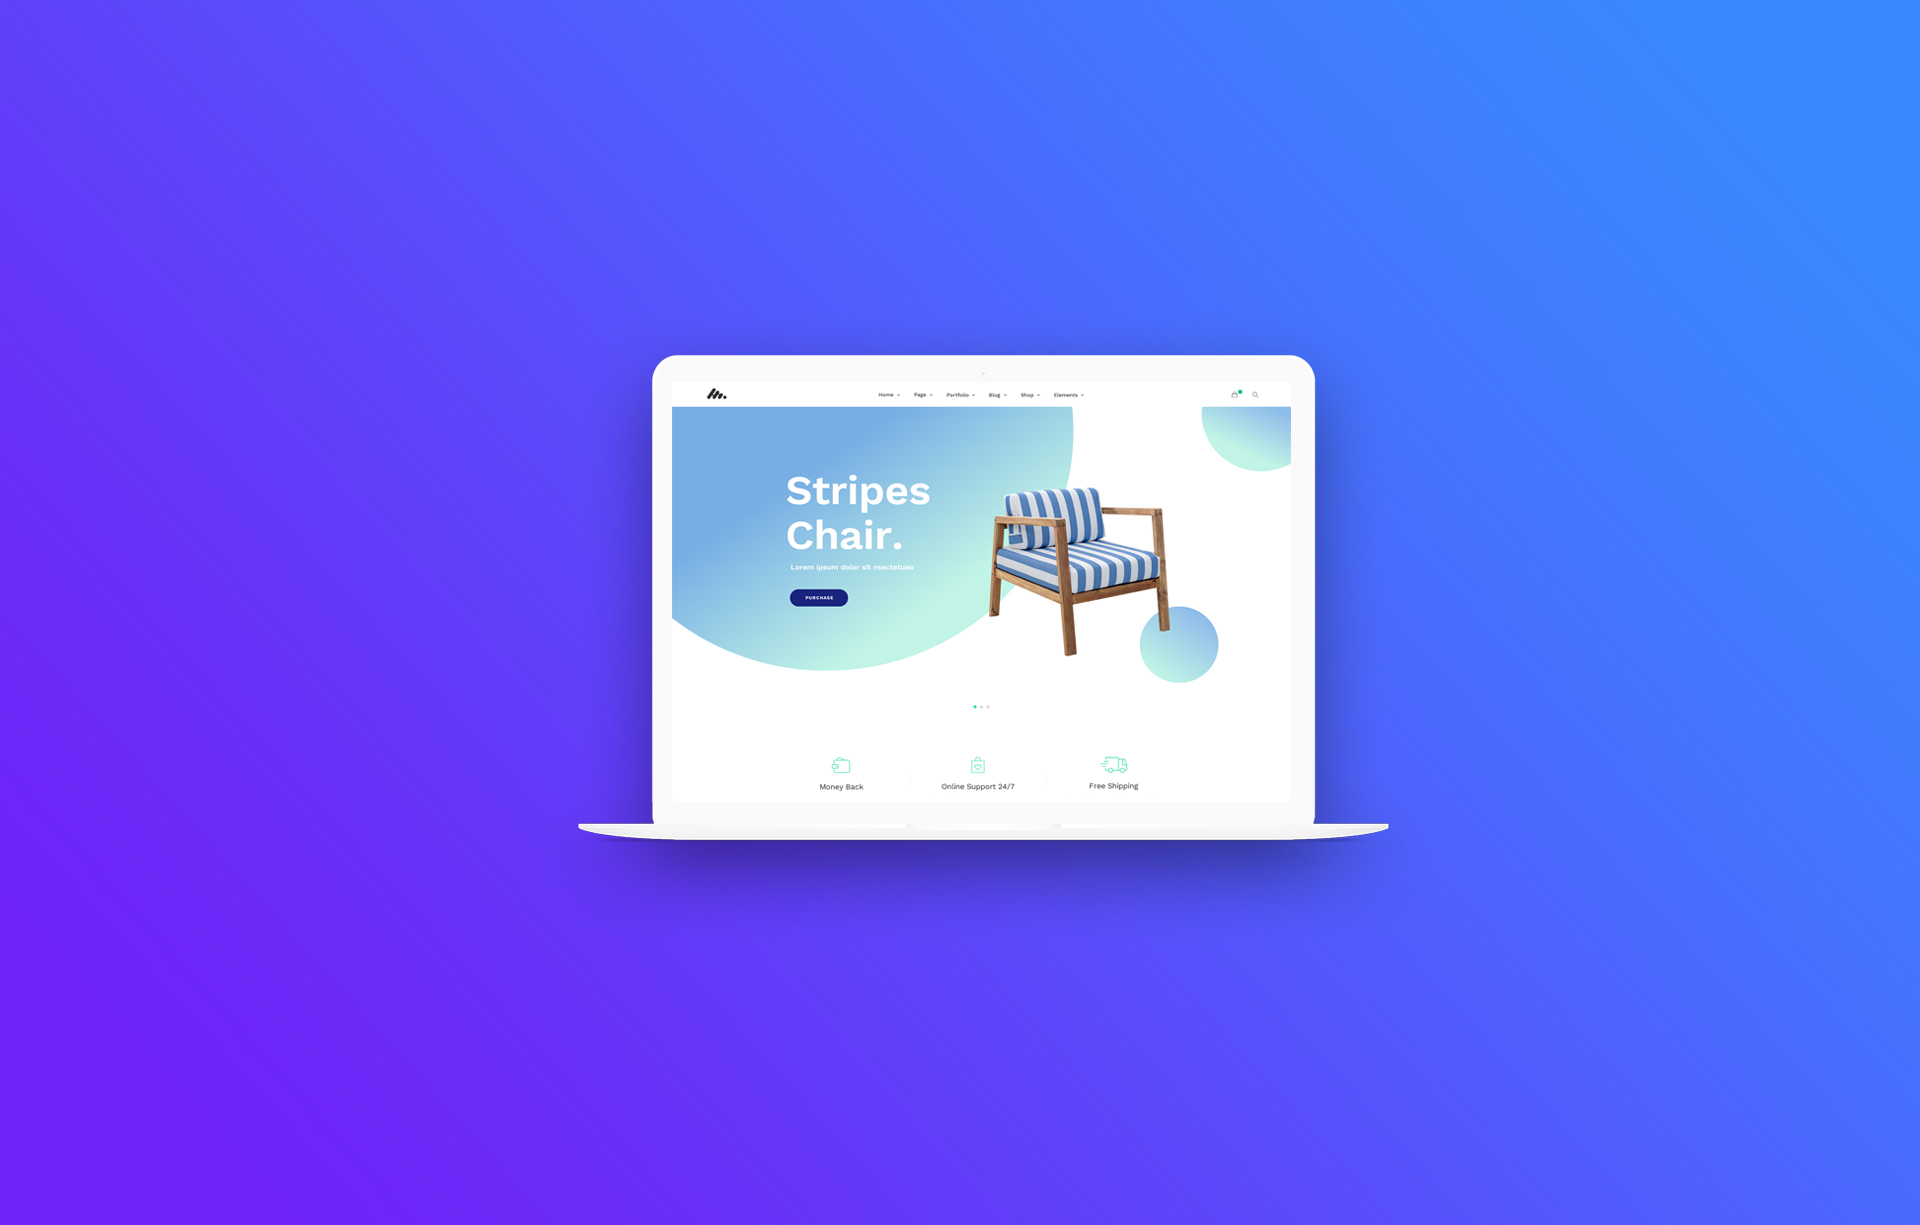 Home Page Portfolio Blog Shop Elements
Stripes
Chair.
Lorem ipsum dolor sit nsectetueo
PURCHASE
Money Back Online Support 24/7 Free Shipping